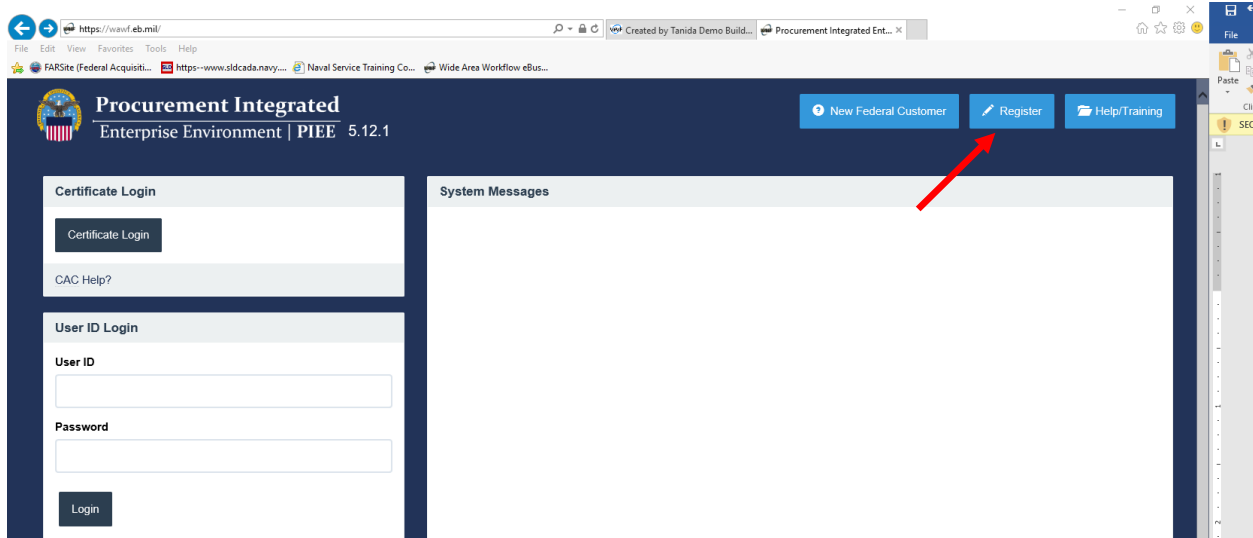 https://wawf.eb.mil/
Created by Tanida Demo Build...
Procurement Integrated Ent...
File Edit View Favorites Tools Help
FARSite (Federal Acquisiti...
https--www.sldcada.navy....
Naval Service Training Co...
Wide Area Workflow eBus...
Procurement Integrated
Enterprise Environment | PIEE 5.12.1
New Federal Customer
Register
Help/Training
Certificate Login
Certificate Login
CAC Help?
User ID Login
User ID
Password
Login
System Messages
File
Paste
Cli
SEC